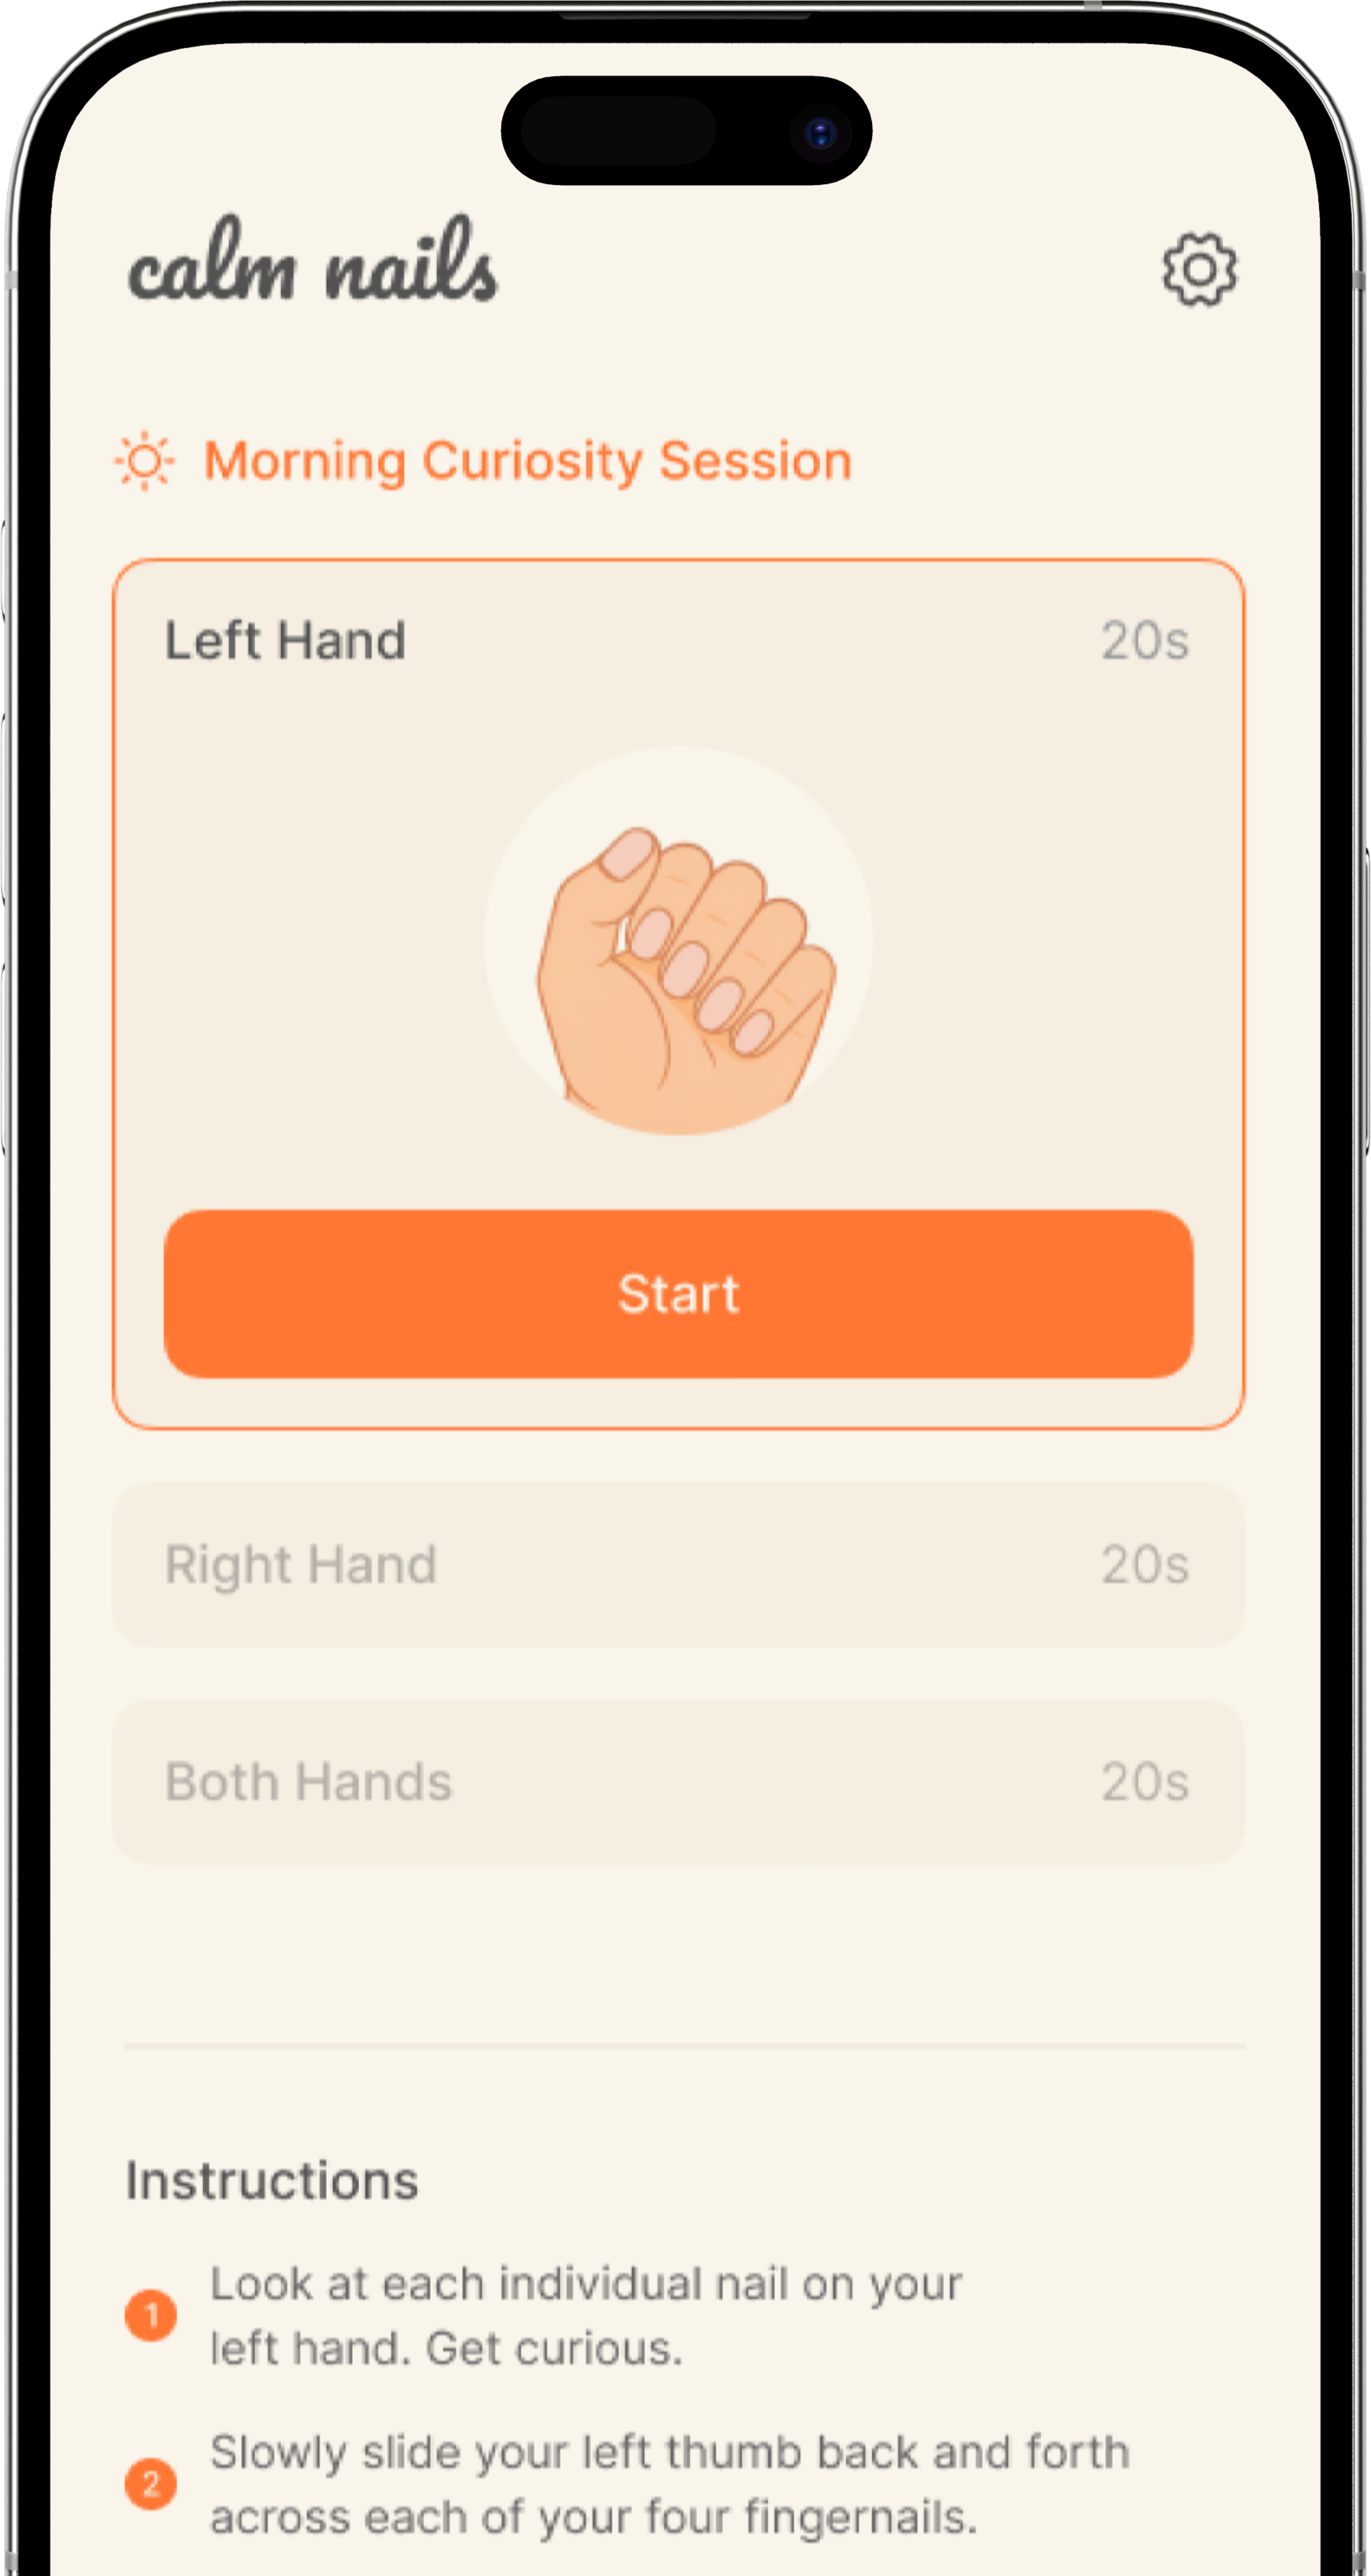 calm nails
Morning Curiosity Session
Left Hand 20s
Start
Right Hand 20s
Both Hands 20s
Instructions
1 Look at each individual nail on your
left hand. Get curious.
2 Slowly slide your left thumb back and forth
across each of your four fingernails.